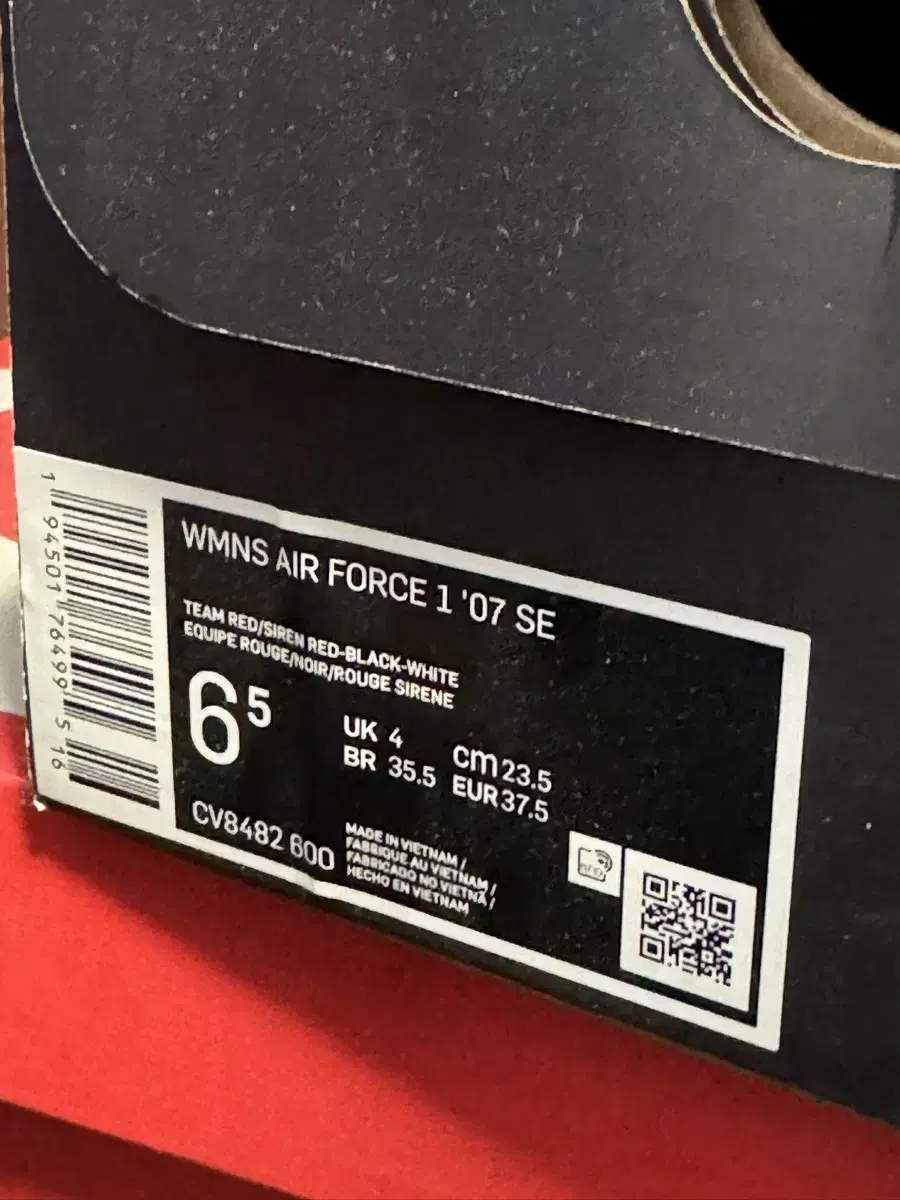 WMNS AIR FORCE 1 '07 SE
TEAM RED/SIREN RED-BLACK-WHITE
EQUIPE ROUGE/NOIR/ROUGE SIRENE
6 5
UK 4
BR 35.5
cm 23.5
EUR 37.5
CV8482 600
MADE IN VIETNAM /
FABRIQUE AU VIETNAM /
FABRICADO NO VIETNÃ /
HECHO EN VIETNAM
RFID
1 94501 76499 5 16